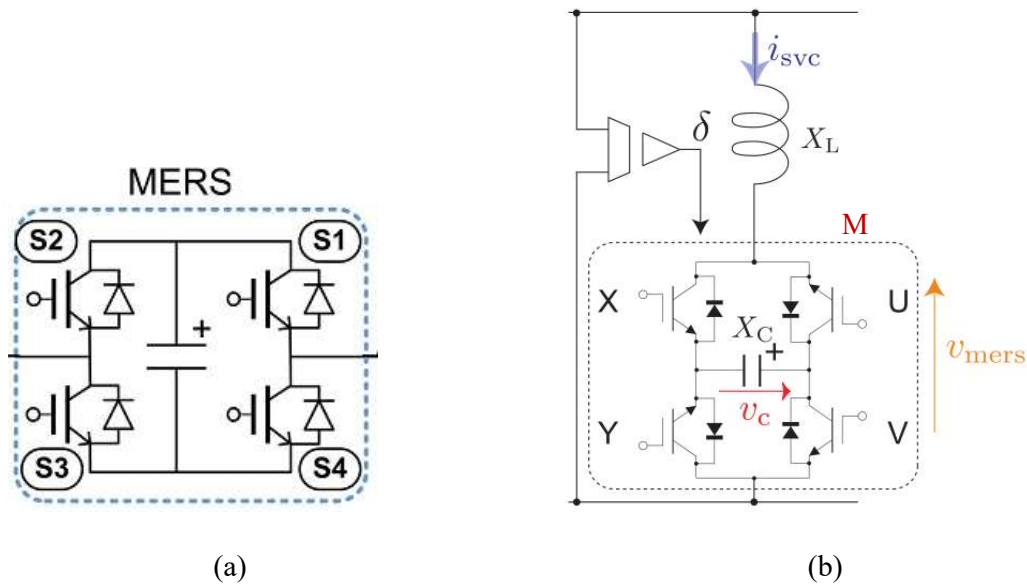 MERS
S2
S1
S3
S4
(a)
i_svc
δ
X_L
M
X
U
X_C
+
v_mers
v_c
Y
V
+
(b)